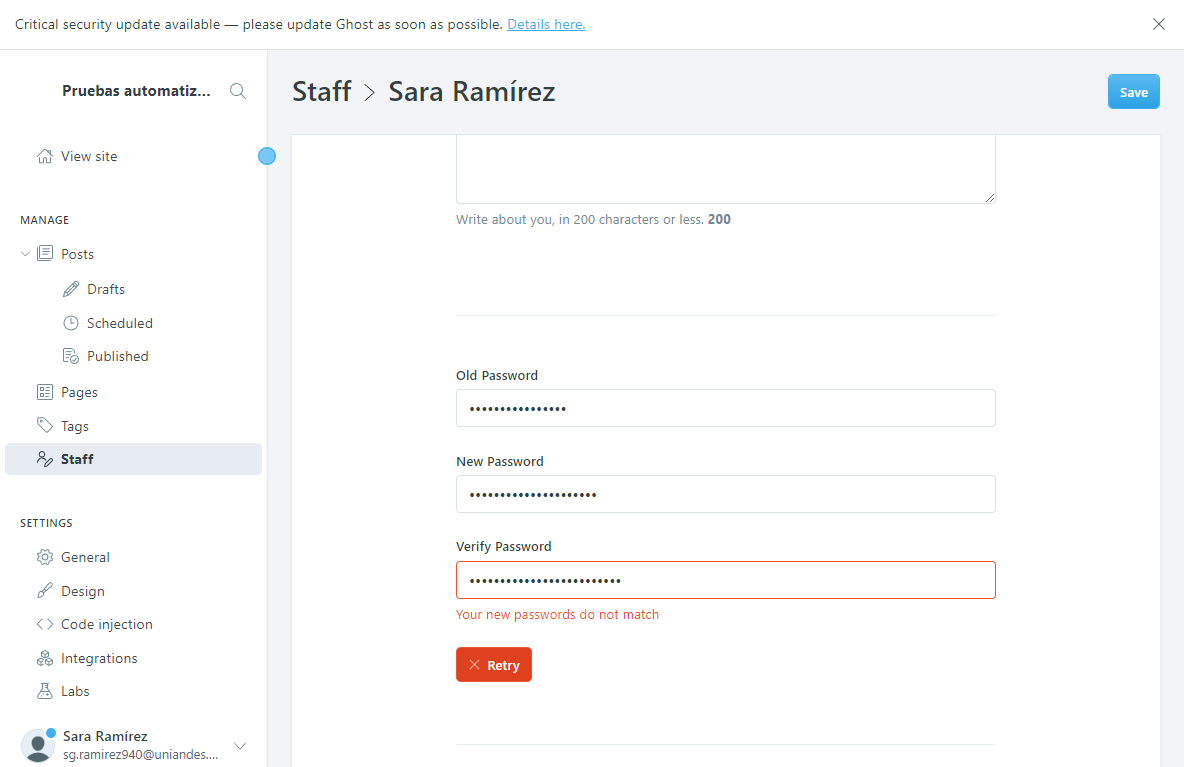 Critical security update available — please update Ghost as soon as possible. Details here.
Pruebas automatiz...
View site
MANAGE
Posts
Drafts
Scheduled
Published
Pages
Tags
Staff
SETTINGS
General
Design
Code injection
Integrations
Labs
Sara Ramírez
sg.ramirez940@uniandes....
Staff > Sara Ramírez
Save
Write about you, in 200 characters or less. 200
Old Password
New Password
Verify Password
Your new passwords do not match
Retry